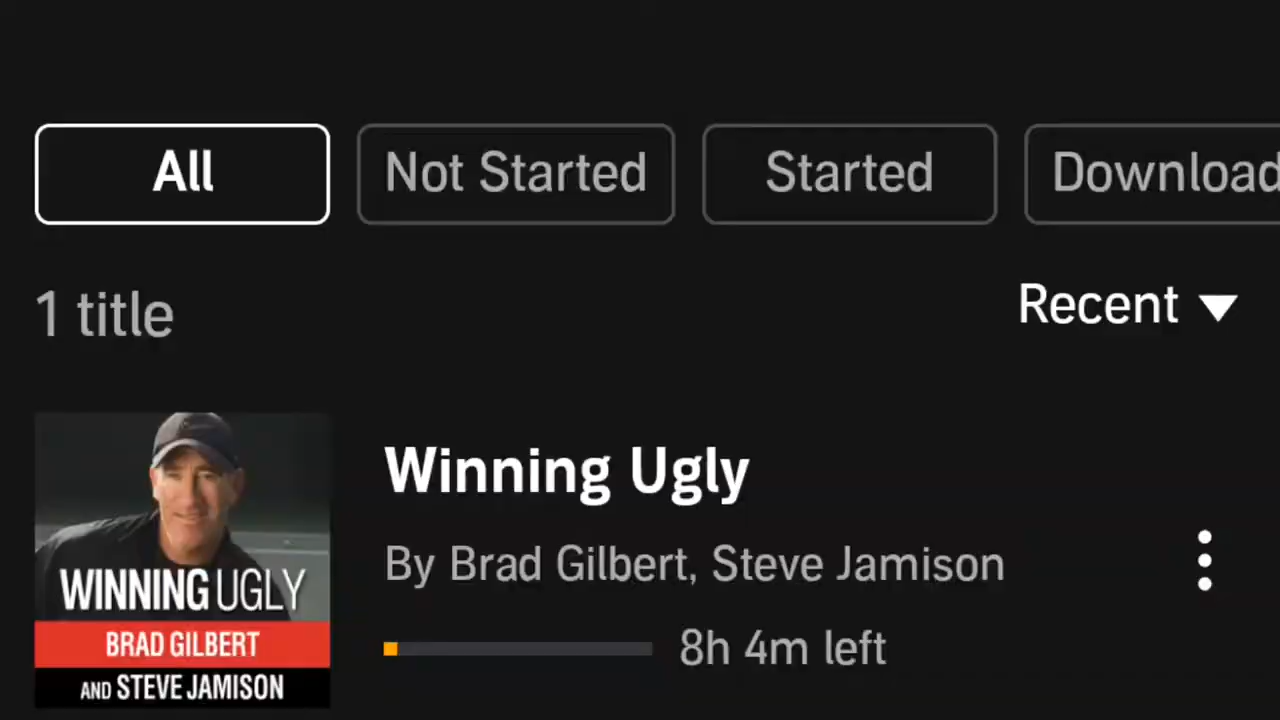 All
Not Started
Started
Download
1 title
Recent
WINNING UGLY
BRAD GILBERT
AND STEVE JAMISON
Winning Ugly
By Brad Gilbert, Steve Jamison
8h 4m left